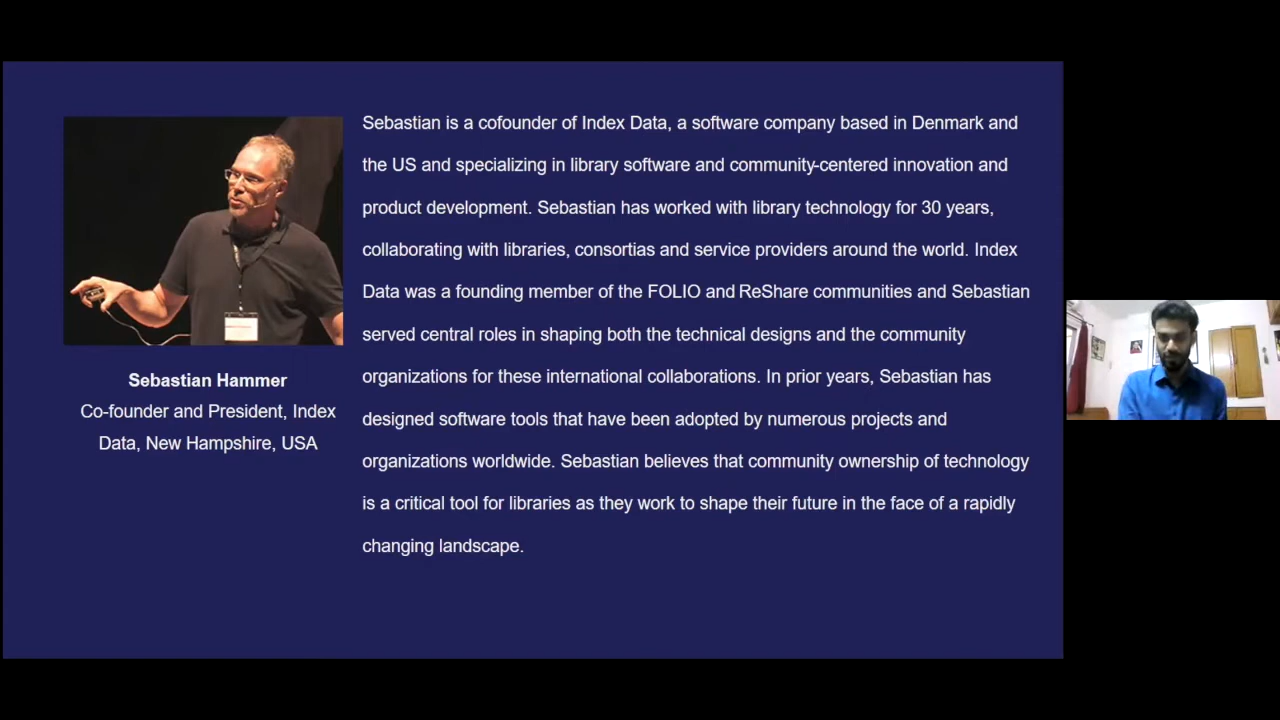 Sebastian is a cofounder of Index Data, a software company based in Denmark and
the US and specializing in library software and community-centered innovation and
product development. Sebastian has worked with library technology for 30 years,
collaborating with libraries, consortias and service providers around the world. Index
Data was a founding member of the FOLIO and ReShare communities and Sebastian
served central roles in shaping both the technical designs and the community
organizations for these international collaborations. In prior years, Sebastian has
designed software tools that have been adopted by numerous projects and
organizations worldwide. Sebastian believes that community ownership of technology
is a critical tool for libraries as they work to shape their future in the face of a rapidly
changing landscape.
Sebastian Hammer
Co-founder and President, Index
Data, New Hampshire, USA